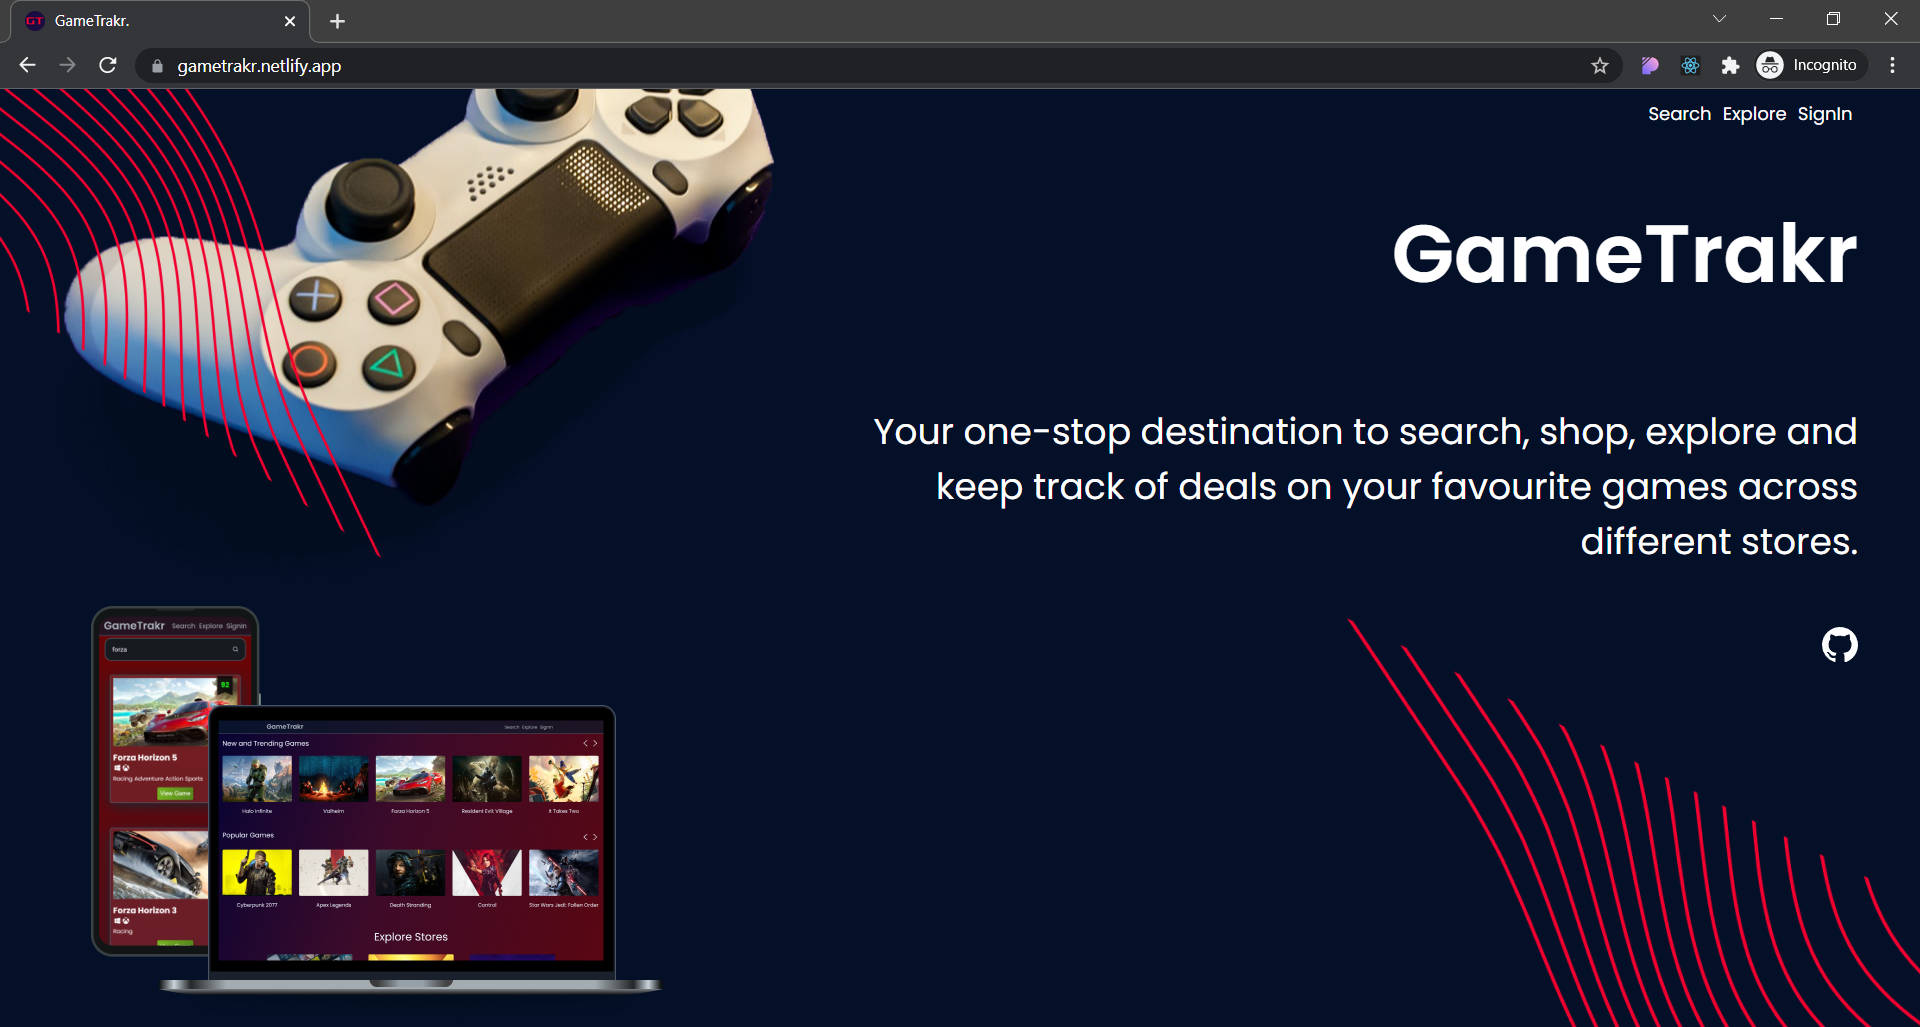 GT GameTrakr.
gametrakr.netlify.app
Incognito
Search Explore SignIn
GameTrakr
Your one-stop destination to search, shop, explore and
keep track of deals on your favourite games across
different stores.
GameTrakr Search Explore SignIn
forza
92
Forza Horizon 5
Racing Adventure Action Sports
View Game
Forza Horizon 3
Racing
GameTrakr Search Explore SignIn
New and Trending Games
Halo Infinite Valheim Forza Horizon 5 Resident Evil: Village It Takes Two
Popular Games
Cyberpunk 2077 Apex Legends Death Stranding Control Star Wars Jedi: Fallen Order
Explore Stores